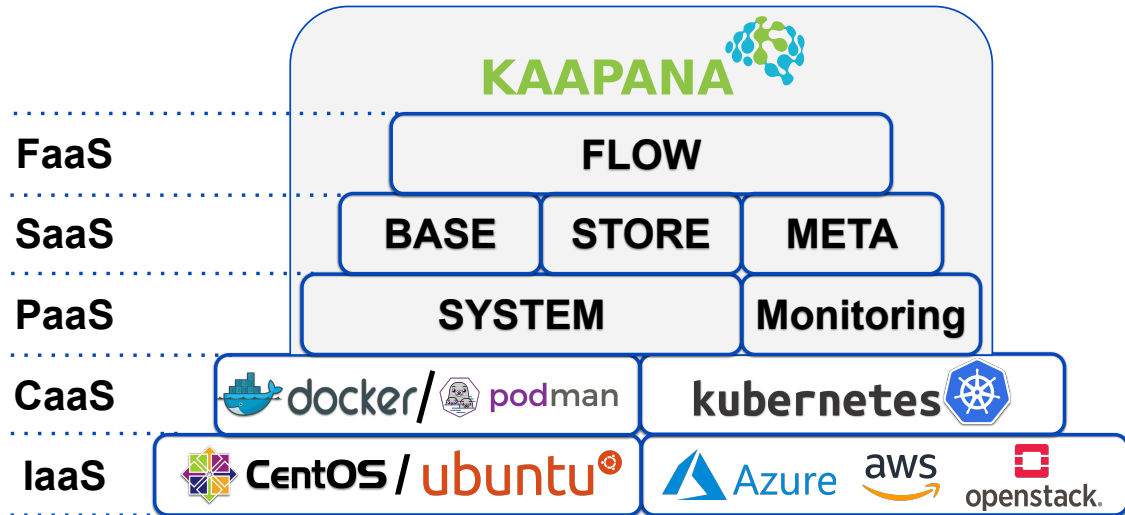 KAAPANA
FaaS FLOW
SaaS BASE STORE META
PaaS SYSTEM Monitoring
CaaS docker / podman kubernetes
IaaS CentOS / ubuntu Azure aws openstack.